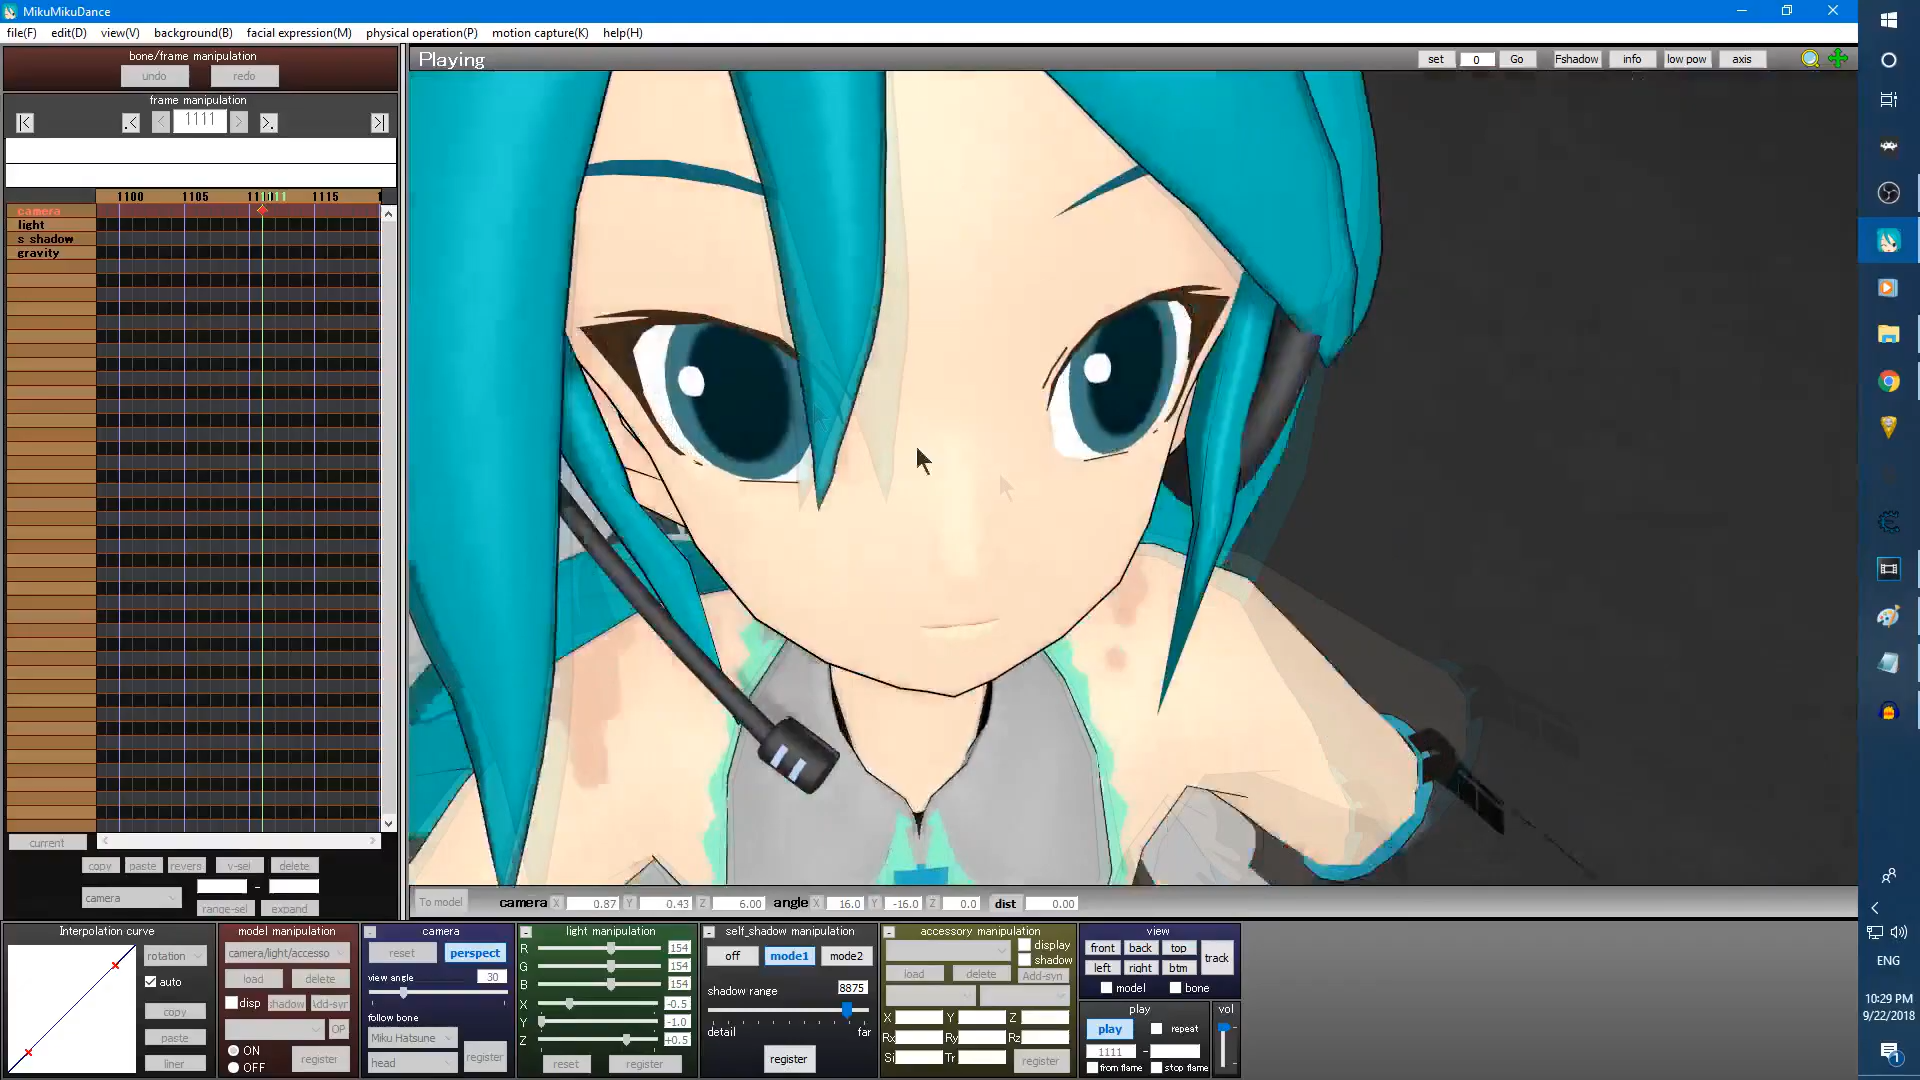 MikuMikuDance
file(F) edit(D) view(V) background(B) facial expression(M) physical operation(P) motion capture(K) help(H)
bone/frame manipulation
undo redo
Playing
set 0 Go Fshadow info low pow axis
frame manipulation
1111
1100 1105 1115
camera
light
s shadow
gravity
current
copy paste revers v-sel delete
camera -
range-sel expand
To model camera X 0.87 Y 0.43 Z 6.00 angle X 16.0 Y -16.0 Z 0.0 dist 0.00
Interpolation curve
rotation
auto
copy
paste
liner
model manipulation
camera/light/accesso
load delete
disp shadow Add-syn
OP
ON
OFF
register
camera
reset perspect
view angle 30
follow bone
Miku Hatsune
head
register
light manipulation
R 154
G 154
B 154
X -0.5
Y -1.0
Z +0.5
reset register
self_shadow manipulation
off mode1 mode2
shadow range 8875
detail far
register
accessory manipulation
display
shadow
load delete Add-syn
X Y Z
Rx Ry Rz
Si Tr register
view
front back top
left right btm
track
model bone
play
play repeat
1111 -
from flame stop flame
vol
ENG
10:29 PM
9/22/2018
1